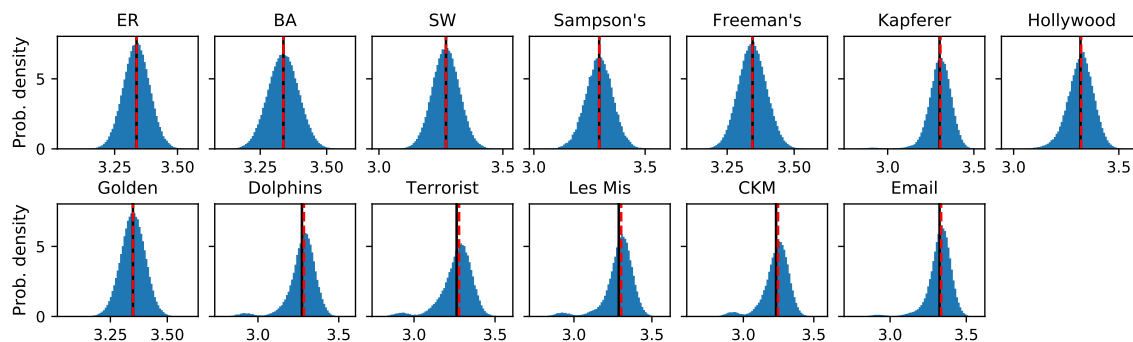 ER BA SW Sampson's Freeman's Kapferer Hollywood
Prob. density
5
0
3.25 3.50 3.25 3.50 3.0 3.5 3.0 3.5 3.25 3.50 3.0 3.5 3.0 3.5
Golden Dolphins Terrorist Les Mis CKM Email
Prob. density
5
0
3.25 3.50 3.0 3.5 3.0 3.5 3.0 3.5 3.0 3.5 3.0 3.5